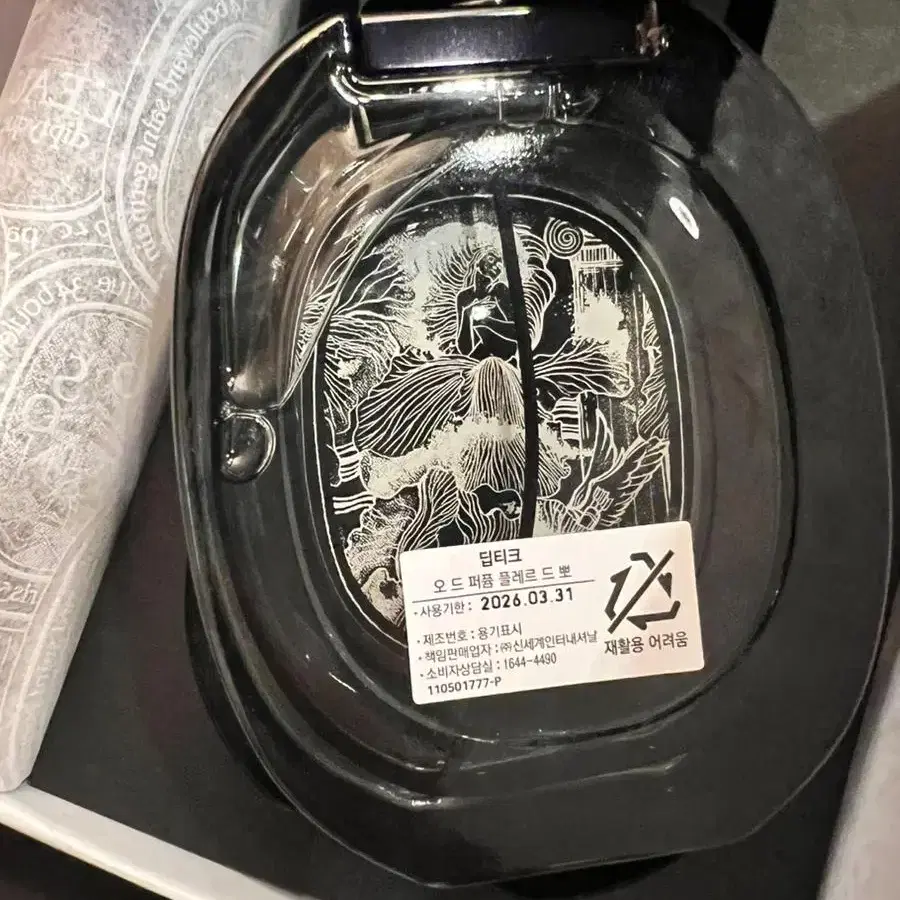 boulevard saint germain
딥티크
오 드 퍼퓸 플레르 드 뽀
·사용기한 : 2026.03.31
·제조번호 : 용기표시
·책임판매업자 : ㈜신세계인터내셔날
·소비자상담실 : 1644-4490
110501777-P
재활용 어려움